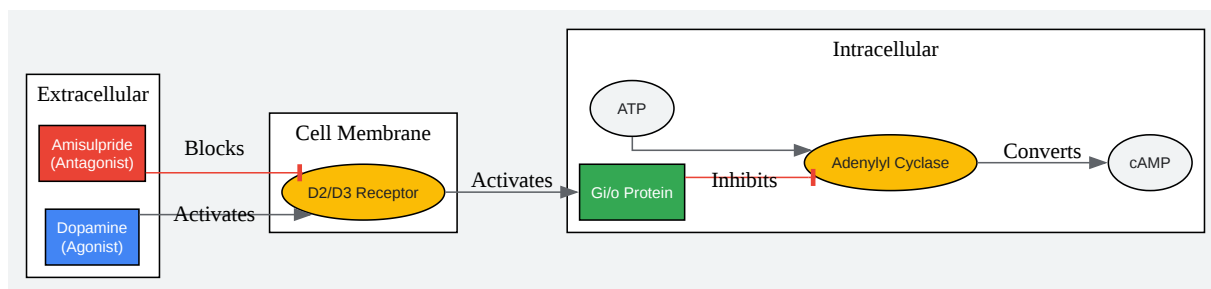 Extracellular
Amisulpride
(Antagonist)
Dopamine
(Agonist)
Blocks
Activates
Cell Membrane
D2/D3 Receptor
Activates
Intracellular
ATP
Gi/o Protein
Inhibits
Adenylyl Cyclase
Converts
cAMP